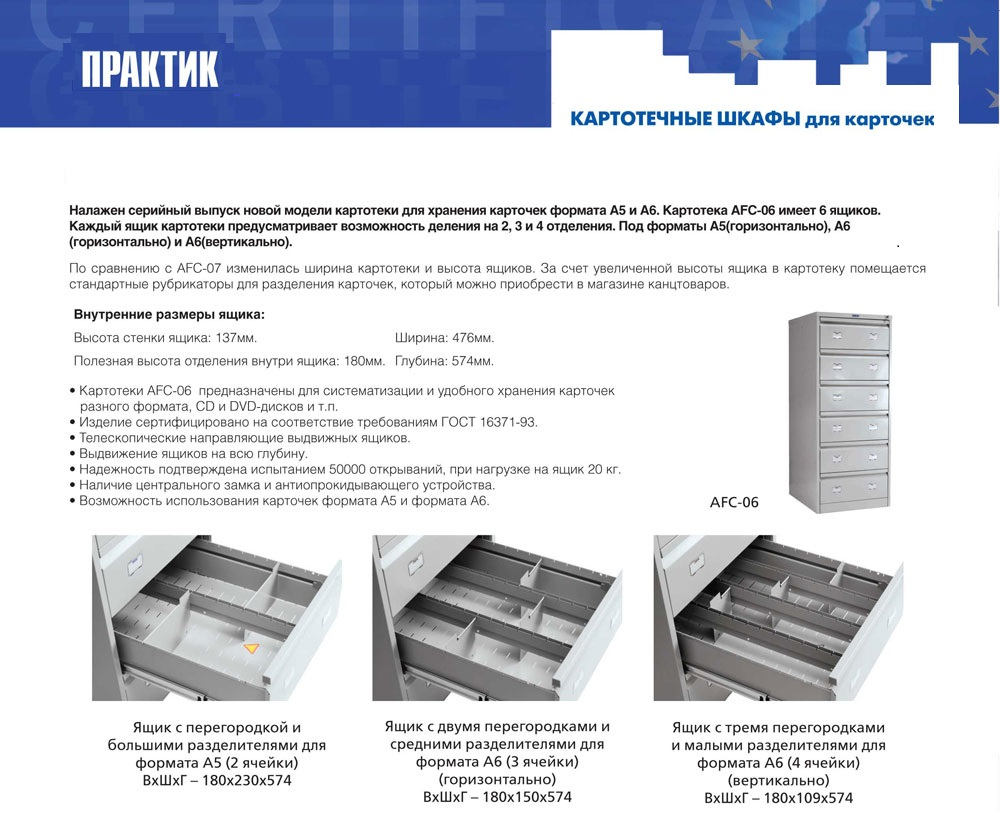 CERTIFICATE
ПРАКТИК
КАРТОТЕЧНЫЕ ШКАФЫ для карточек
Налажен серийный выпуск новой модели картотеки для хранения карточек формата А5 и А6. Картотека AFC-06 имеет 6 ящиков.
Каждый ящик картотеки предусматривает возможность деления на 2, 3 и 4 отделения. Под форматы А5(горизонтально), А6
(горизонтально) и А6(вертикально).
По сравнению с AFC-07 изменилась ширина картотеки и высота ящиков. За счет увеличенной высоты ящика в картотеку помещается
стандартные рубрикаторы для разделения карточек, который можно приобрести в магазине канцтоваров.
Внутренние размеры ящика:
Высота стенки ящика: 137мм. Ширина: 476мм.
Полезная высота отделения внутри ящика: 180мм. Глубина: 574мм.
• Картотеки AFC-06 предназначены для систематизации и удобного хранения карточек
разного формата, CD и DVD-дисков и т.п.
• Изделие сертифицировано на соответствие требованиям ГОСТ 16371-93.
• Телескопические направляющие выдвижных ящиков.
• Выдвижение ящиков на всю глубину.
• Надежность подтверждена испытанием 50000 открываний, при нагрузке на ящик 20 кг.
• Наличие центрального замка и антиопрокидывающего устройства.
• Возможность использования карточек формата А5 и формата А6.
AFC-06
Ящик с перегородкой и
большими разделителями для
формата А5 (2 ячейки)
ВхШхГ – 180х230х574
Ящик с двумя перегородками и
средними разделителями для
формата А6 (3 ячейки)
(горизонтально)
ВхШхГ – 180х150х574
Ящик с тремя перегородками
и малыми разделителями для
формата А6 (4 ячейки)
(вертикально)
ВхШхГ – 180х109х574